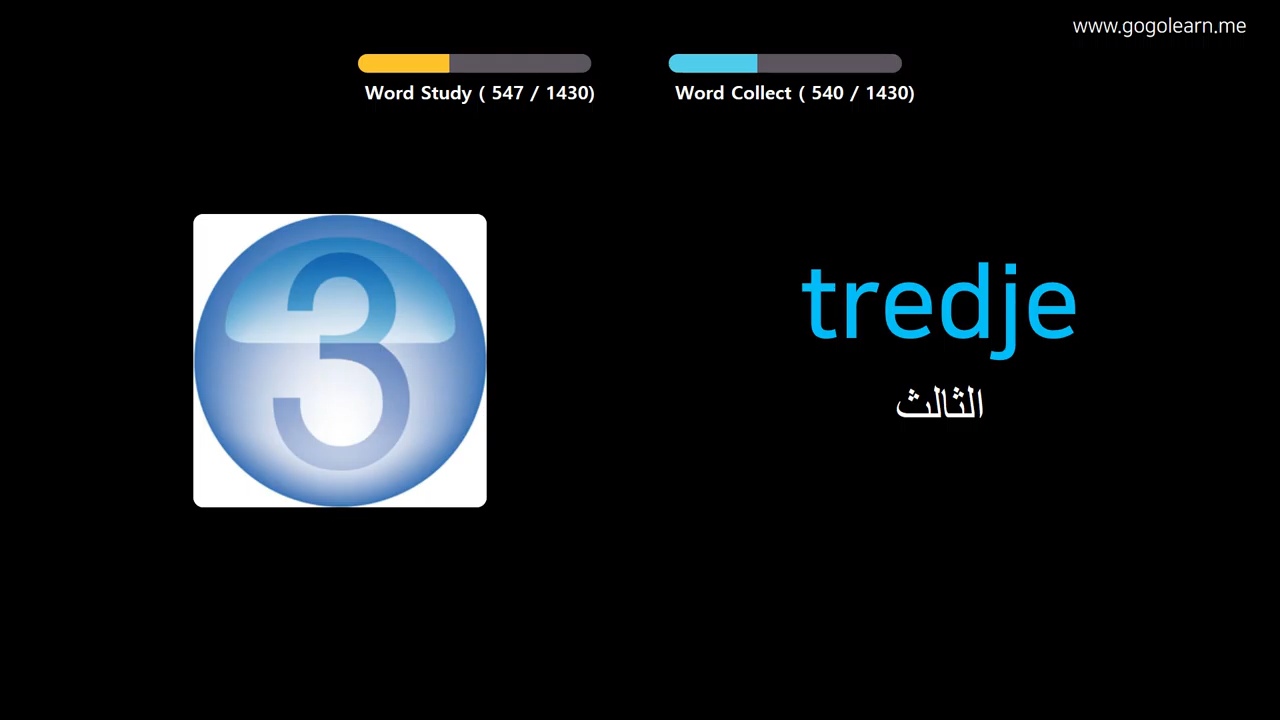 www.gogolearn.me
Word Study ( 547 / 1430)
Word Collect ( 540 / 1430)
3
tredje
الثالث